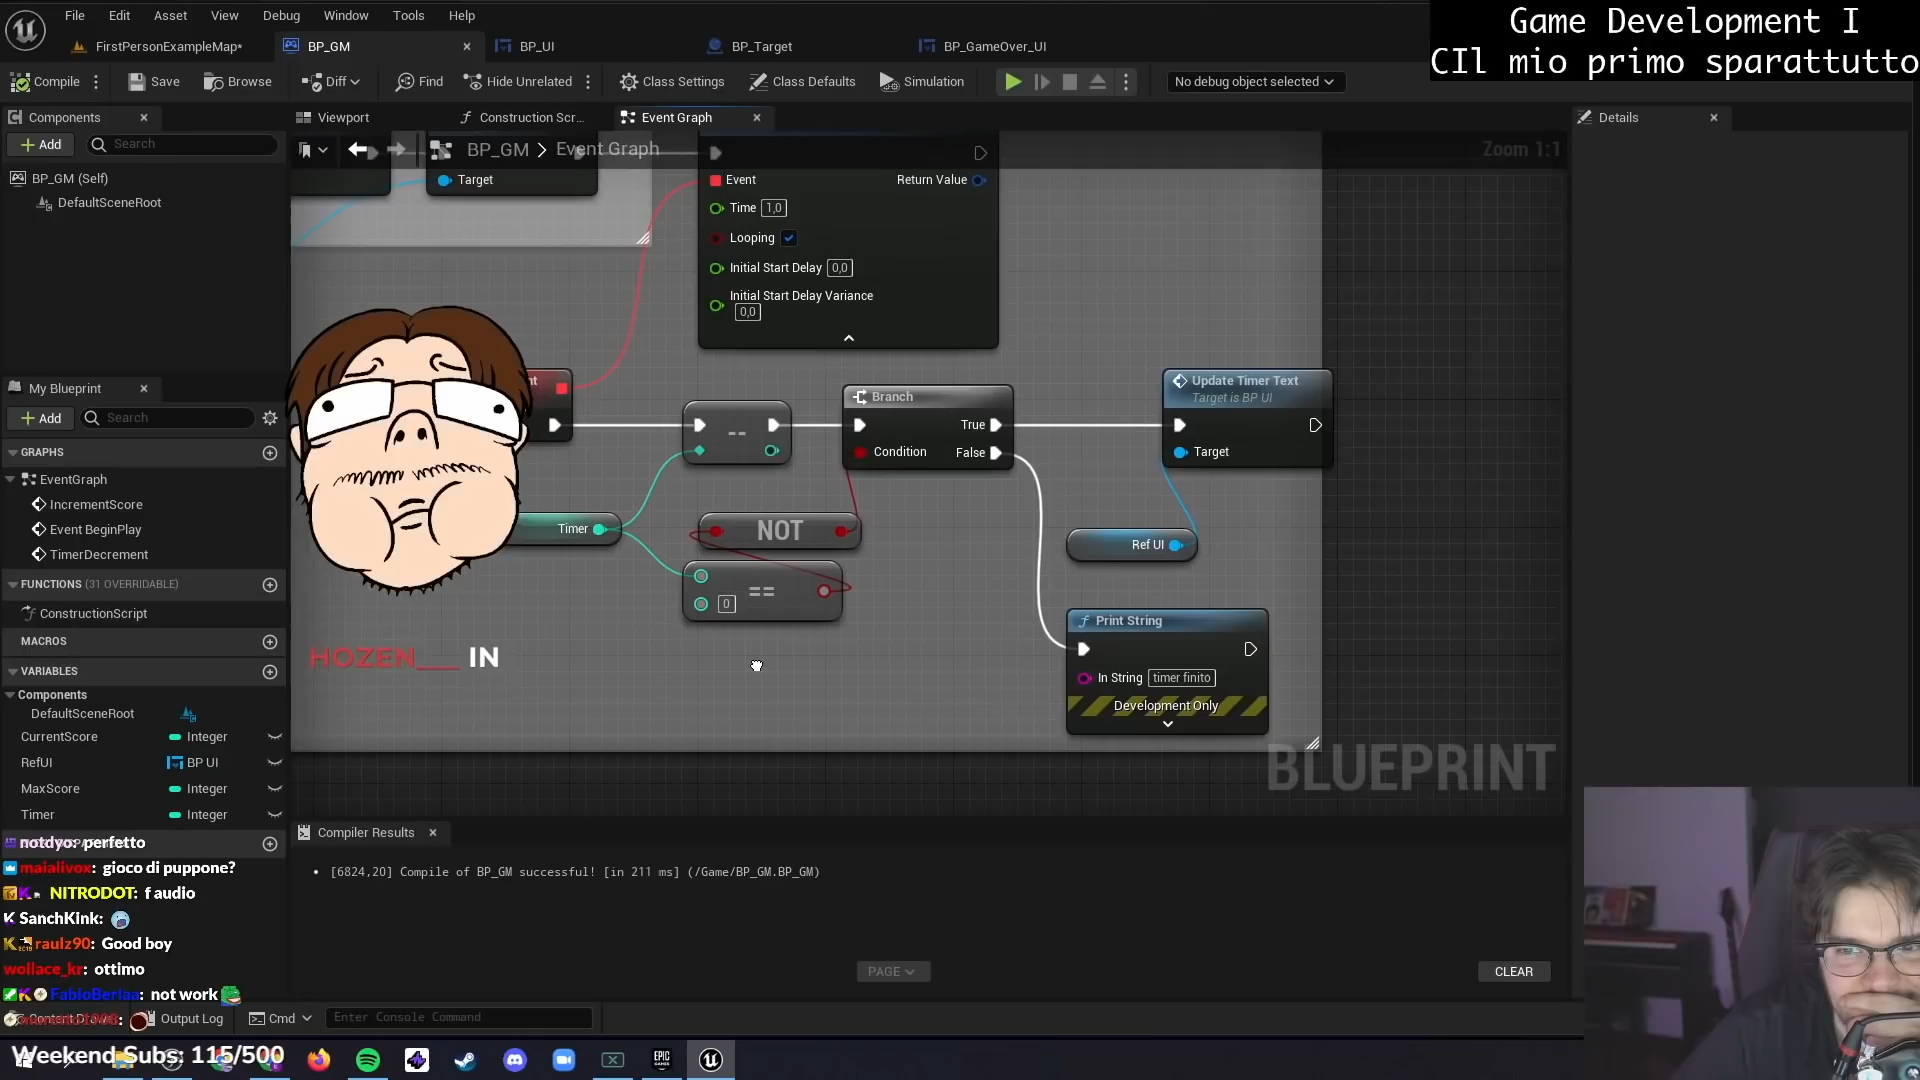 File Edit Asset View Debug Window Tools Help
Game Development I
CIl mio primo sparattutto
FirstPersonExampleMap* BP_GM BP_UI BP_Target BP_GameOver_UI
Compile Save Browse Diff Find Hide Unrelated Class Settings Class Defaults Simulation No debug object selected
Components Viewport Construction Scr... Event Graph Details
Add Search
BP_GM > Event Graph Zoom 1:1
BP_GM (Self)
DefaultSceneRoot
Target
Event Return Value
Time 1,0
Looping
Initial Start Delay 0,0
Initial Start Delay Variance
0,0
My Blueprint
Add Search
GRAPHS
EventGraph
IncrementScore
Event BeginPlay
TimerDecrement
FUNCTIONS (31 OVERRIDABLE)
ConstructionScript
MACROS
VARIABLES
Components
DefaultSceneRoot
CurrentScore Integer
RefUI BP UI
MaxScore Integer
Timer Integer
nt
--
Branch
True
Condition False
Update Timer Text
Target is BP UI
Target
Timer
NOT
==
0
Ref UI
Print String
In String timer finito
Development Only
HOZEN___ IN
BLUEPRINT
Compiler Results
[6824,20] Compile of BP_GM successful! [in 211 ms] (/Game/BP_GM.BP_GM)
PAGE CLEAR
notdyo: perfetto
maialivox: gioco di puppone?
NITRODOT: f audio
SanchKink:
raulz90: Good boy
wollace_kr: ottimo
FabioBerlaa: not work
Output Log Cmd Enter Console Command
Weekend Subs: 115/500
EPIC
GAMES